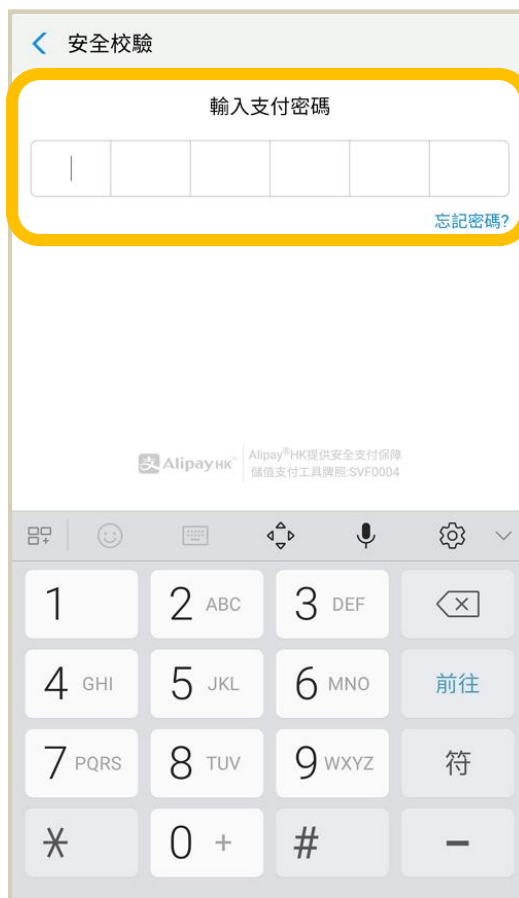 安全校驗
輸入支付密碼
忘記密碼?
支 AlipayHK™
Alipay®HK提供安全支付保障
儲值支付工具牌照:SVF0004
1
2 ABC
3 DEF
4 GHI
5 JKL
6 MNO
前往
7 PQRS
8 TUV
9 WXYZ
符
*
0 +
#
-